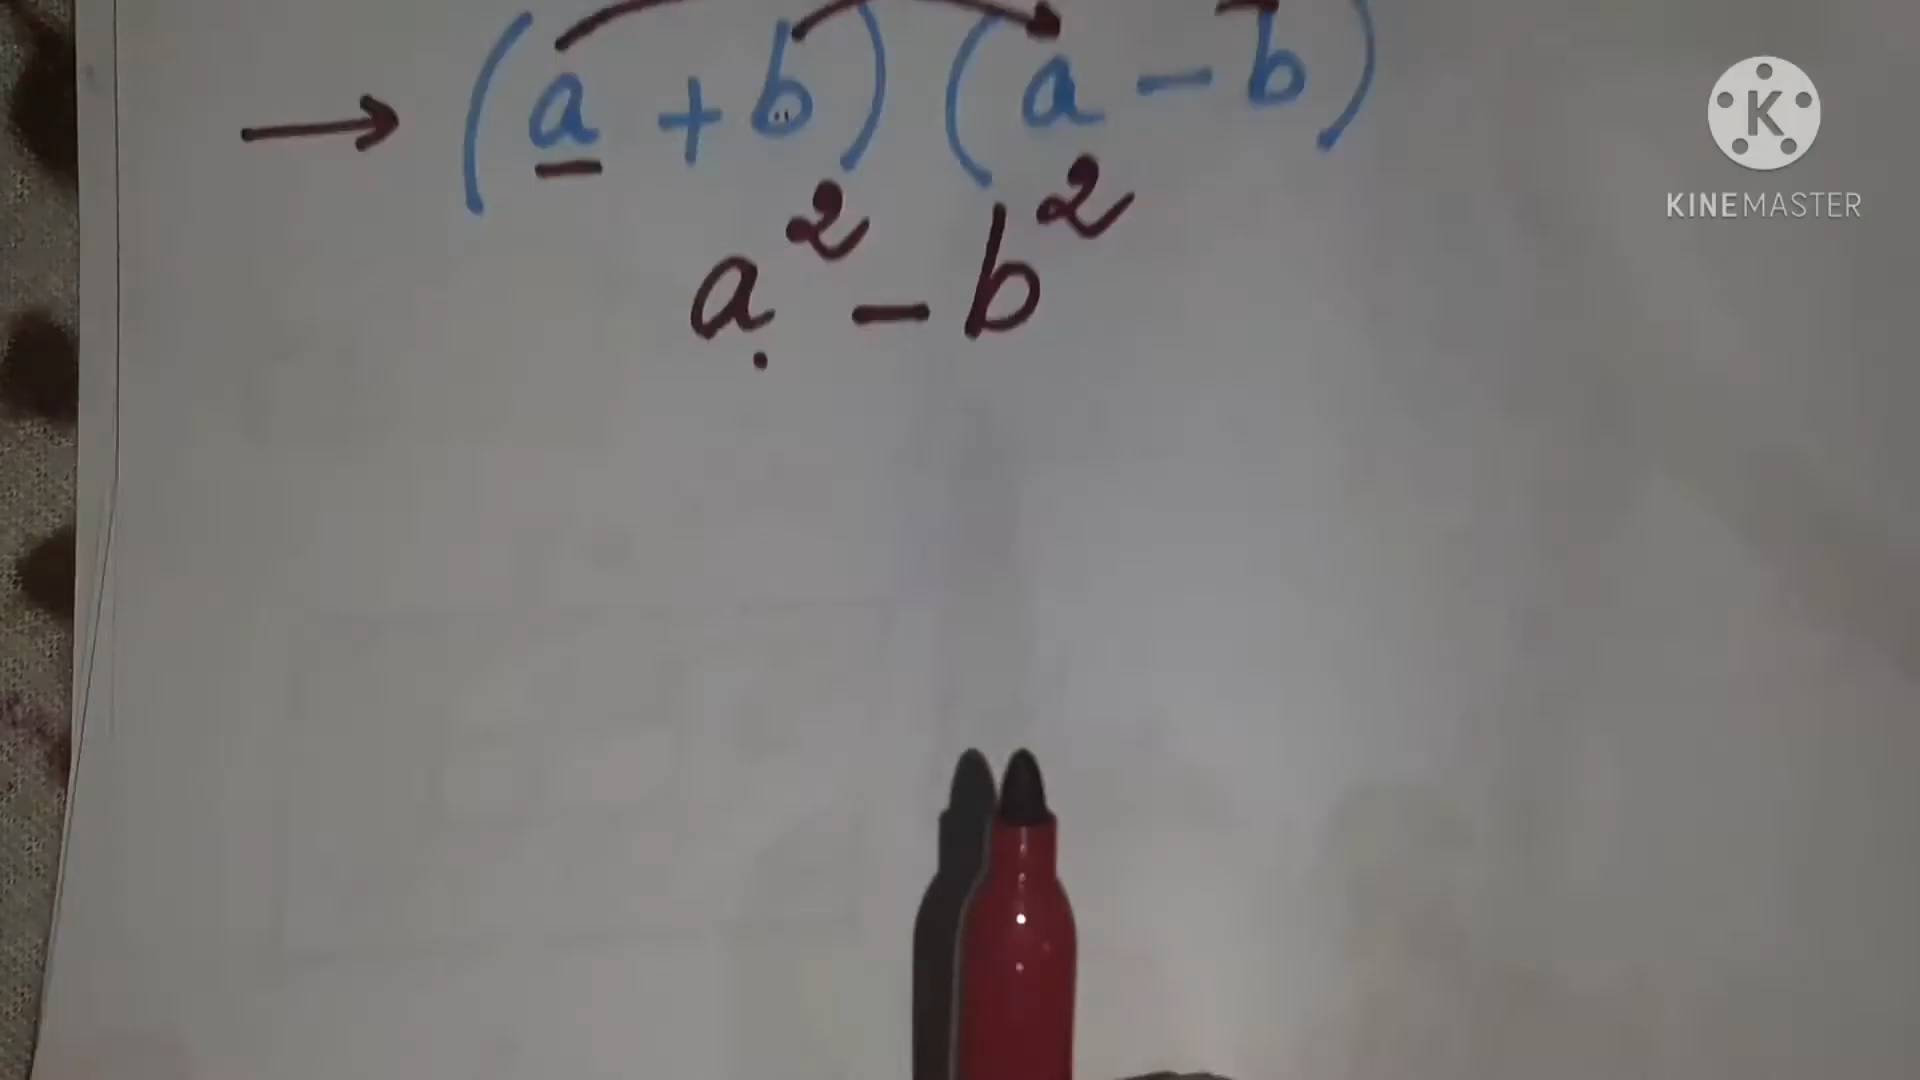 → (a + b) (a - b)
a² - b²
K
KINEMASTER